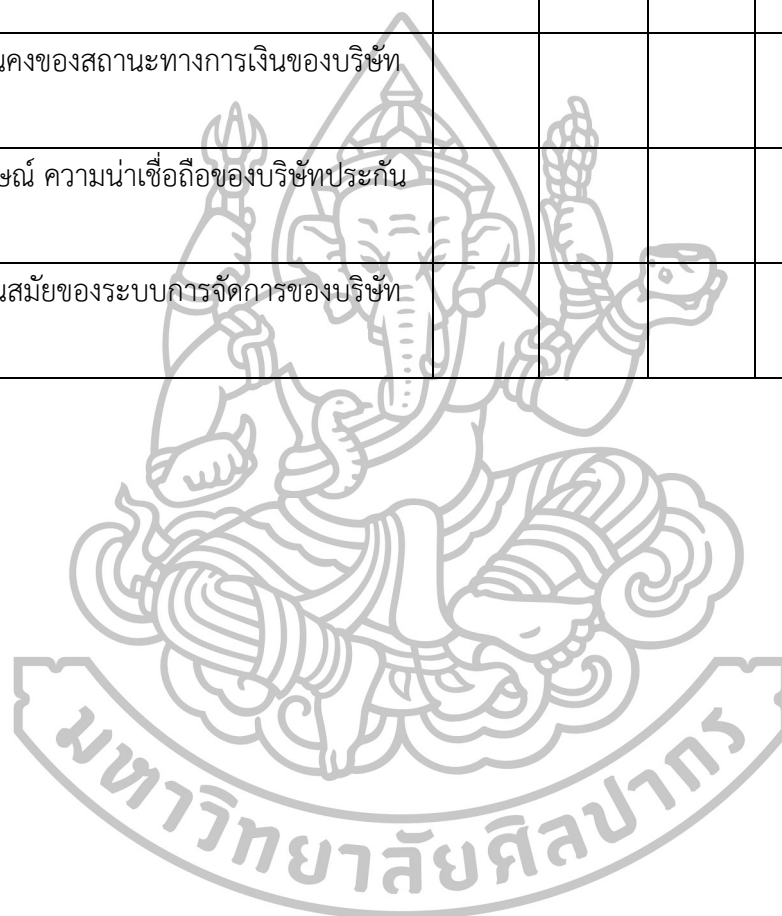 นคงของสถานะทางการเงินของบริษัท
ษณ์ ความน่าเชื่อถือของบริษัทประกัน
นสมัยของระบบการจัดการของบริษัท
มหาวิทยาลัยศิลปากร